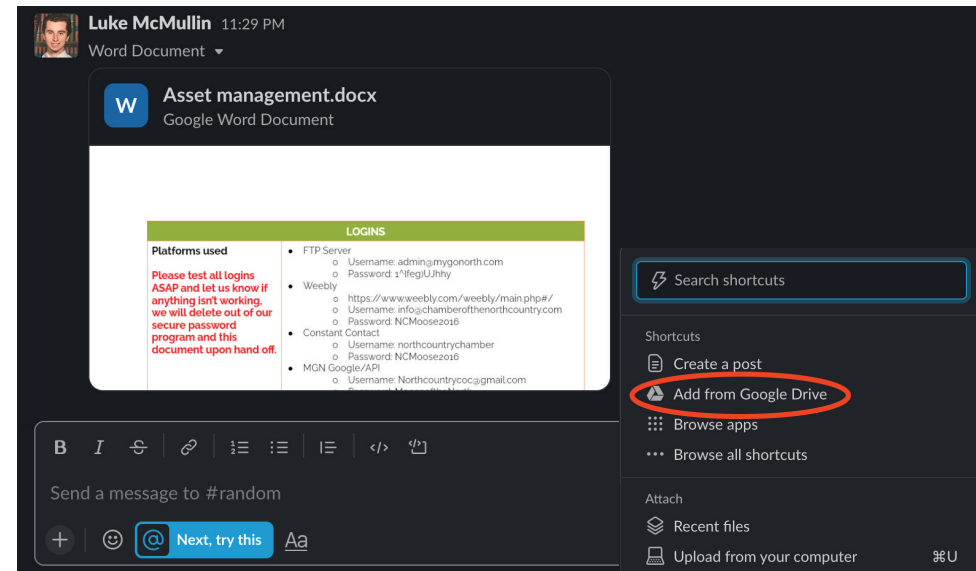 Luke McMullin 11:29 PM
Word Document
W
Asset management.docx
Google Word Document
LOGINS
Platforms used
Please test all logins
ASAP and let us know if
anything isn't working,
we will delete out of our
secure password
program and this
document upon hand off.
• FTP Server
o Username: admin@mygonorth.com
o Password: 1^!feg)UJhhy
• Weebly
o https://www.weebly.com/weebly/main.php#/
o Username: info@chamberofthenorthcountry.com
o Password: NCMoose2016
• Constant Contact
o Username: northcountrychamber
o Password: NCMoose2016
• MGN Google/API
o Username: Northcountrycoc@gmail.com
B I S
Send a message to #random
@ Next, try this Aa
Search shortcuts
Shortcuts
Create a post
Add from Google Drive
Browse apps
Browse all shortcuts
Attach
Recent files
Upload from your computer ⌘U